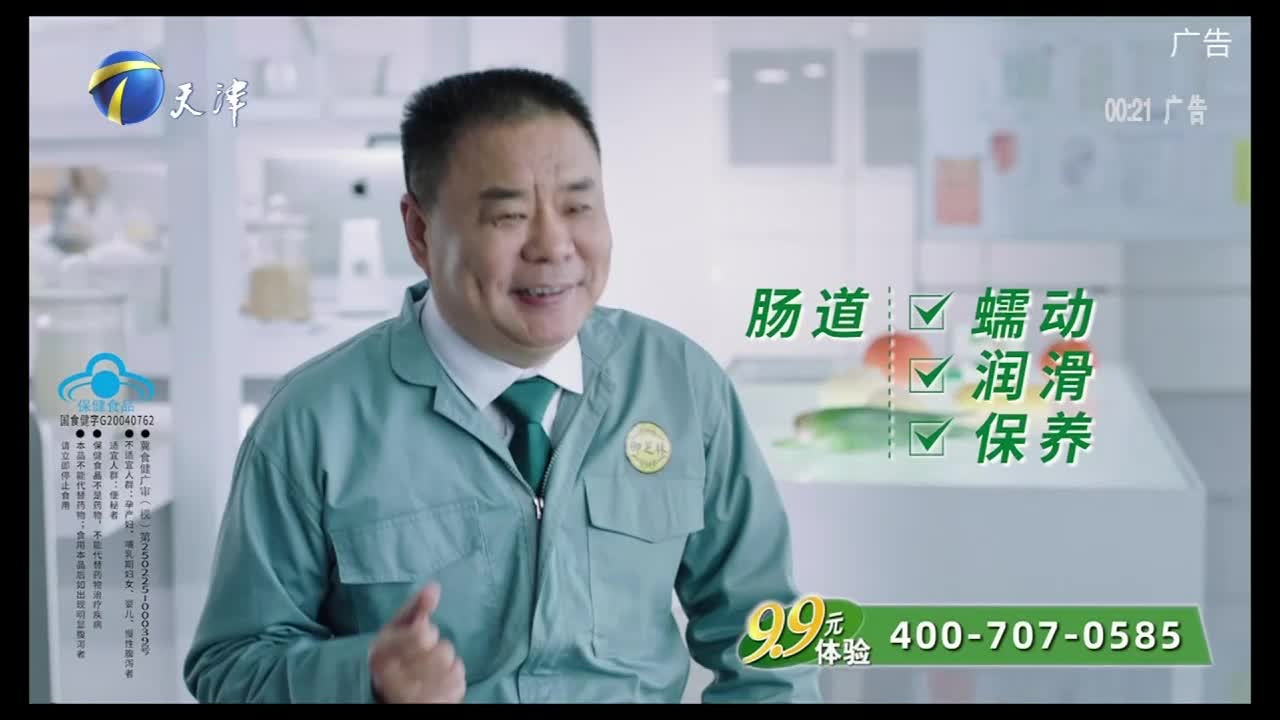 天津
广告
00:21 广告
肠道 蠕动
润滑
保养
御芝林
保健食品
国食健字G20040762
●冀食健广审（视）第250225-00039号
●不适宜人群：孕产妇、哺乳期妇女、婴儿、慢性腹泻者
适宜人群：便秘者
●保健食品不是药物，不能代替药物治疗疾病
●本品不能代替药物；食用本品后如出现明显腹泻者
请立即停止食用
9.9元体验 400-707-0585